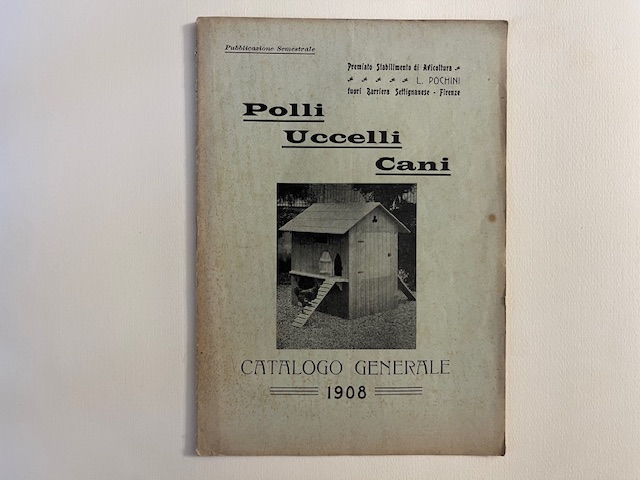 Pubblicazione Semestrale
Premiato Stabilimento di Avicoltura
L. POCHINI
fuori Barriera Settignanese - Firenze
Polli
Uccelli
Cani
CATALOGO GENERALE
1908